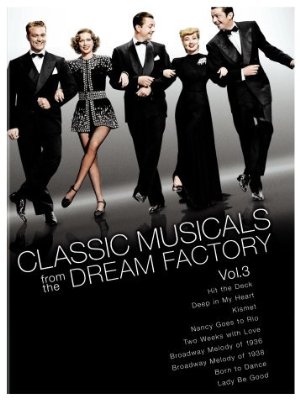 CLASSIC MUSICALS
from the DREAM FACTORY
Vol.3
Hit the Deck
Deep in My Heart
Kismet
Nancy Goes to Rio
Two Weeks with Love
Broadway Melody of 1936
Broadway Melody of 1938
Born to Dance
Lady Be Good